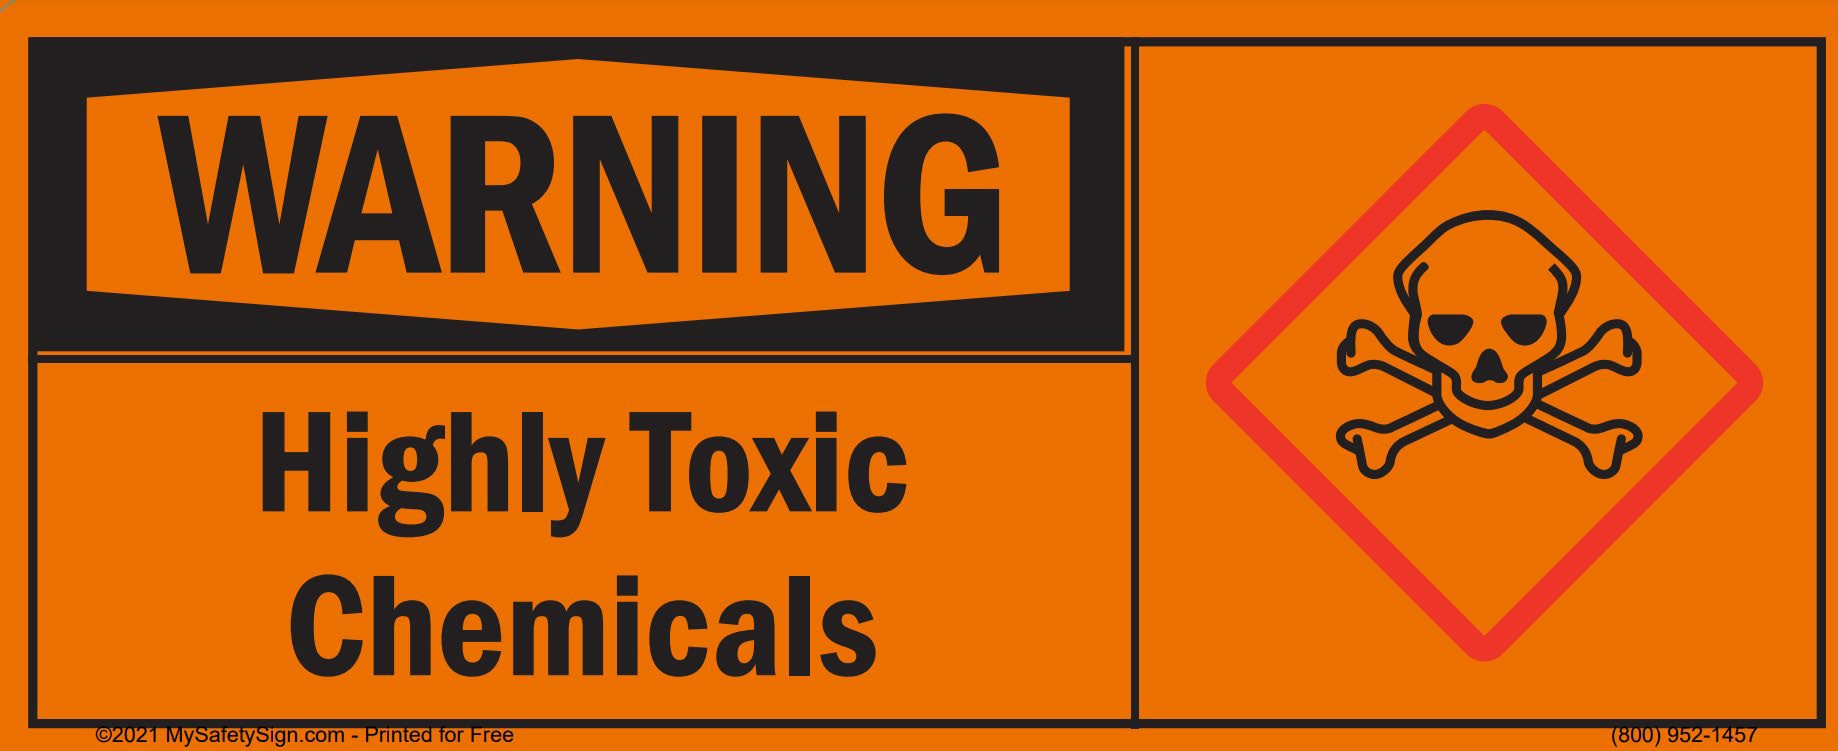 WARNING
Highly Toxic
Chemicals
©2021 MySafetySign.com - Printed for Free
(800) 952-1457